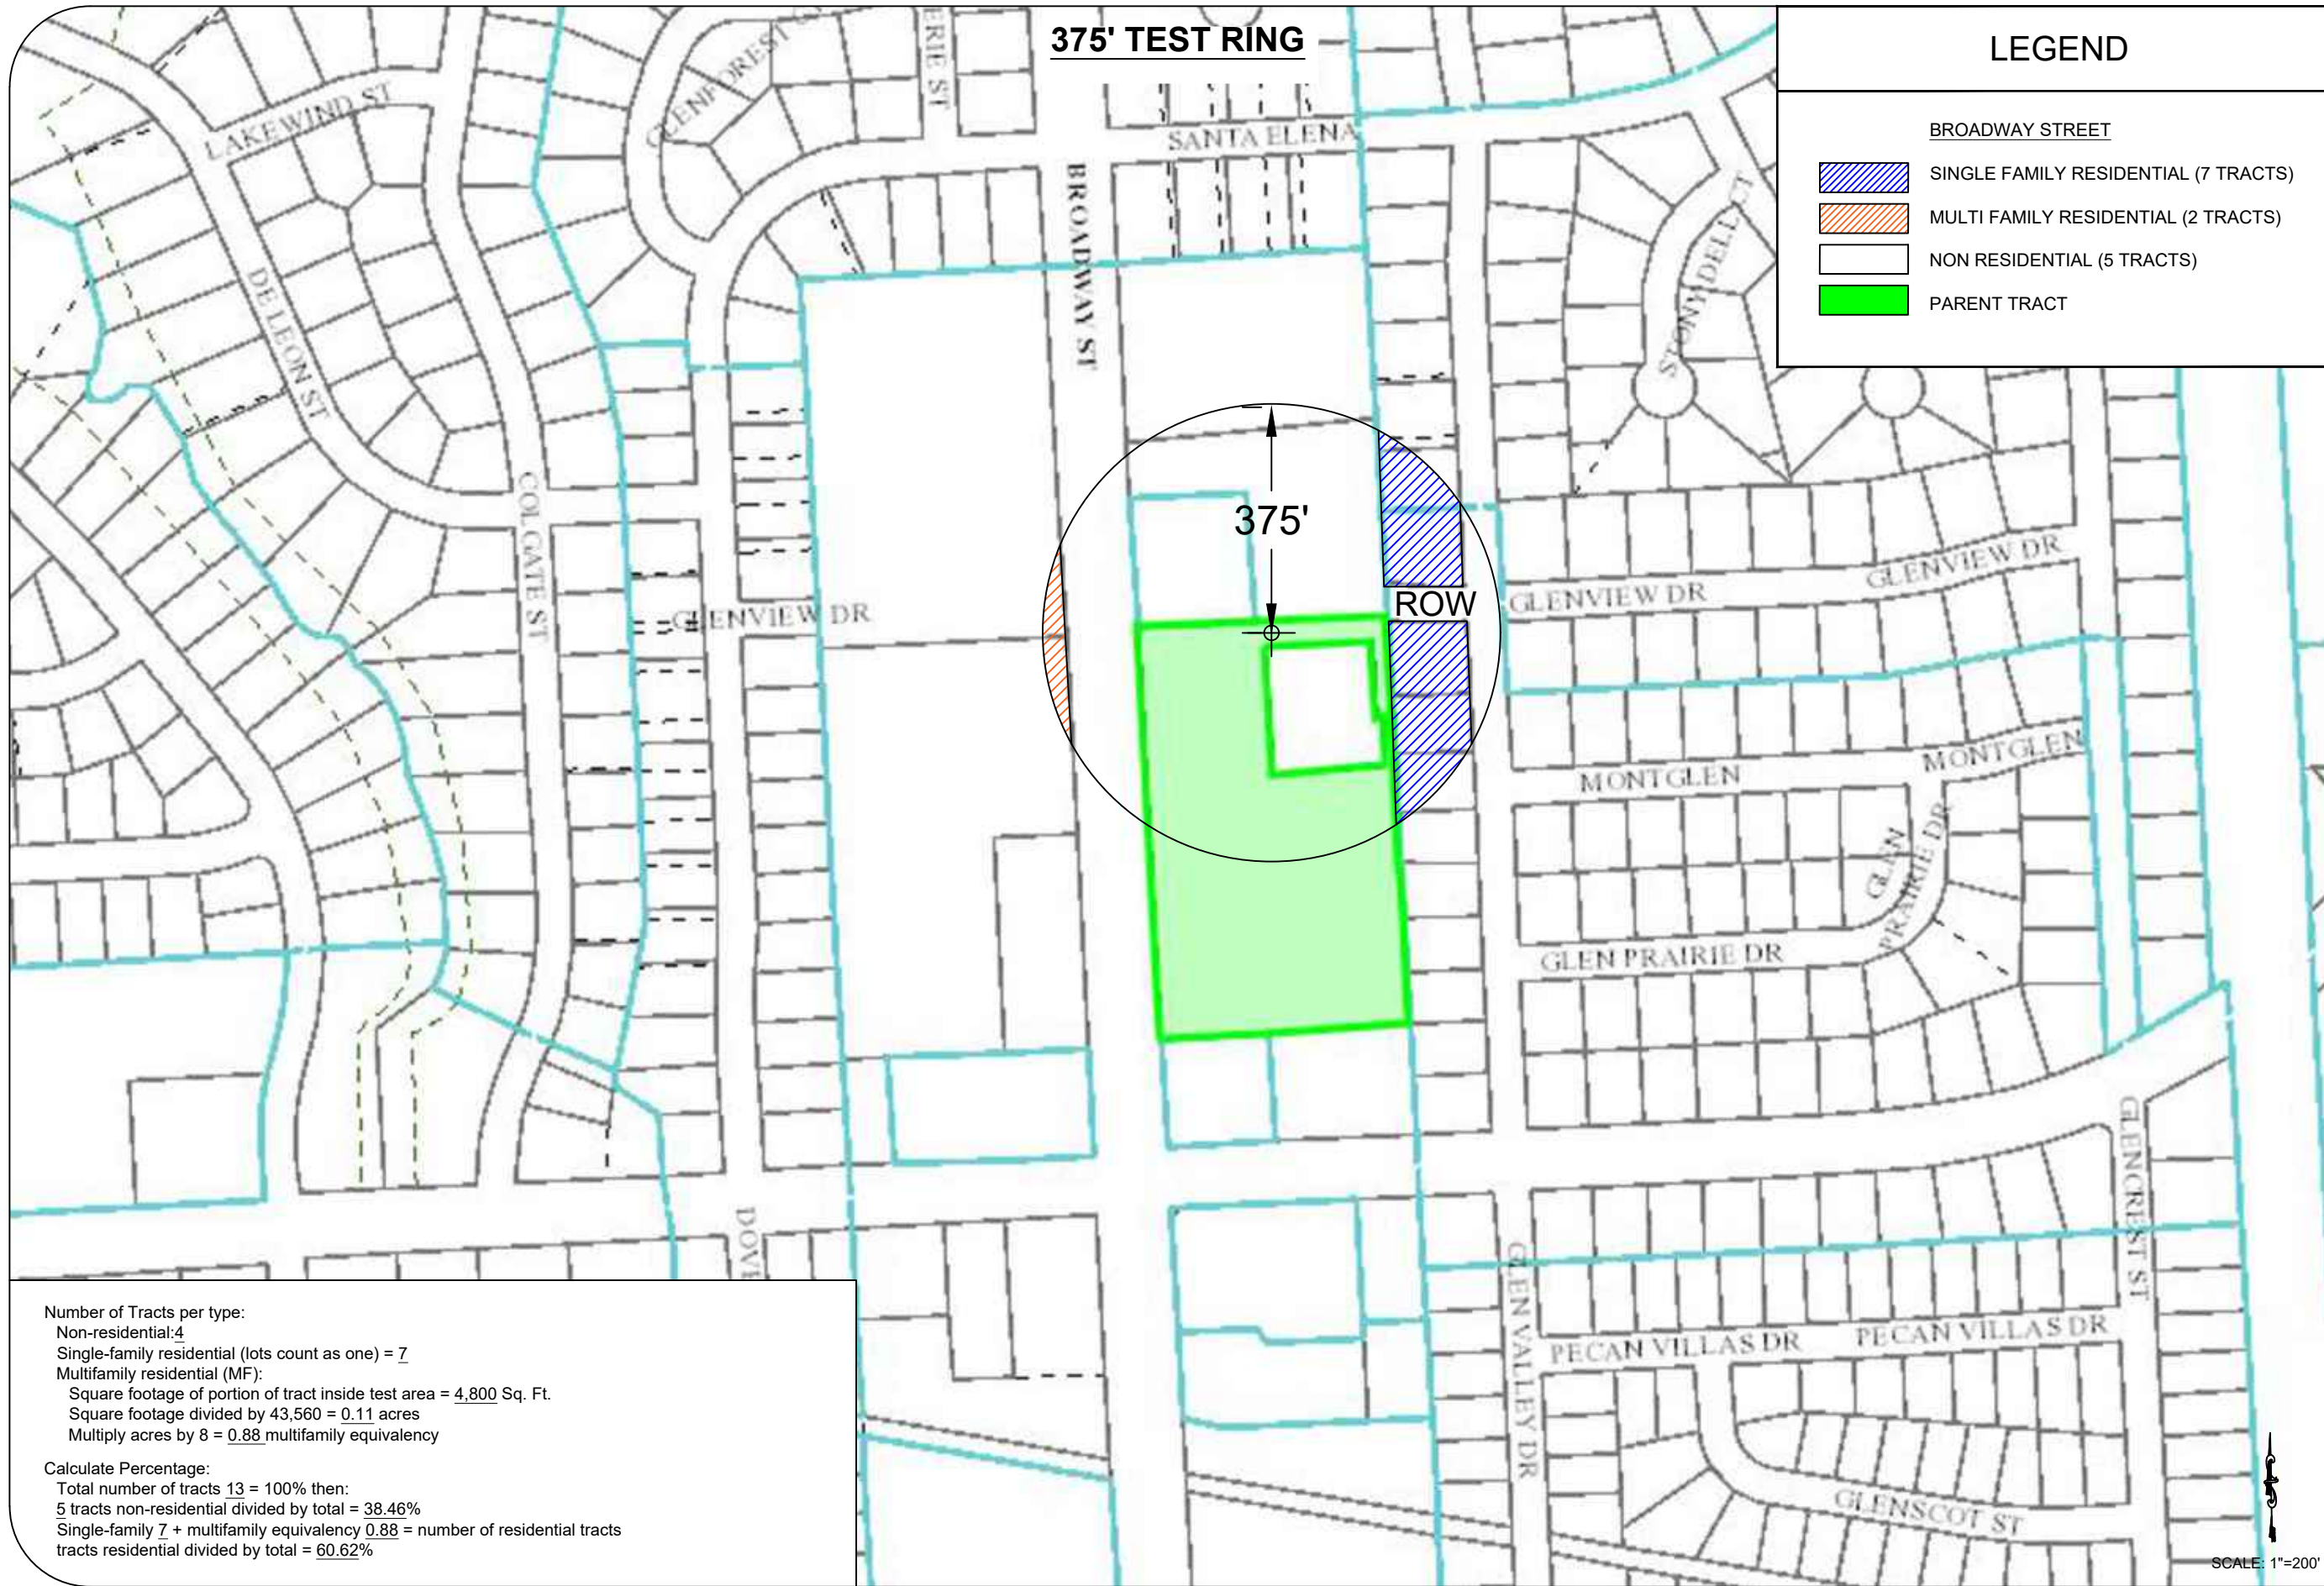 375' TEST RING
LEGEND
BROADWAY STREET
SINGLE FAMILY RESIDENTIAL (7 TRACTS)
MULTI FAMILY RESIDENTIAL (2 TRACTS)
NON RESIDENTIAL (5 TRACTS)
PARENT TRACT
LAKEWIND ST
GLENFOREST
ERIE ST
SANTA ELENA
BROADWAY ST
DE LEON ST
STONYDELL CT
COLGATE ST
375'
ROW
GLENVIEW DR
GLENVIEW DR
GLENVIEW DR
MONTGLEN
MONTGLEN
GLEN PRAIRIE DR
GLEN PRAIRIE DR
DOVE
GLENCREST ST
GLEN VALLEY DR
PECAN VILLAS DR
PECAN VILLAS DR
GLENSCOT ST
Number of Tracts per type:
Non-residential:4
Single-family residential (lots count as one) = 7
Multifamily residential (MF):
Square footage of portion of tract inside test area = 4,800 Sq. Ft.
Square footage divided by 43,560 = 0.11 acres
Multiply acres by 8 = 0.88 multifamily equivalency
Calculate Percentage:
Total number of tracts 13 = 100% then:
5 tracts non-residential divided by total = 38.46%
Single-family 7 + multifamily equivalency 0.88 = number of residential tracts
tracts residential divided by total = 60.62%
SCALE: 1"=200'